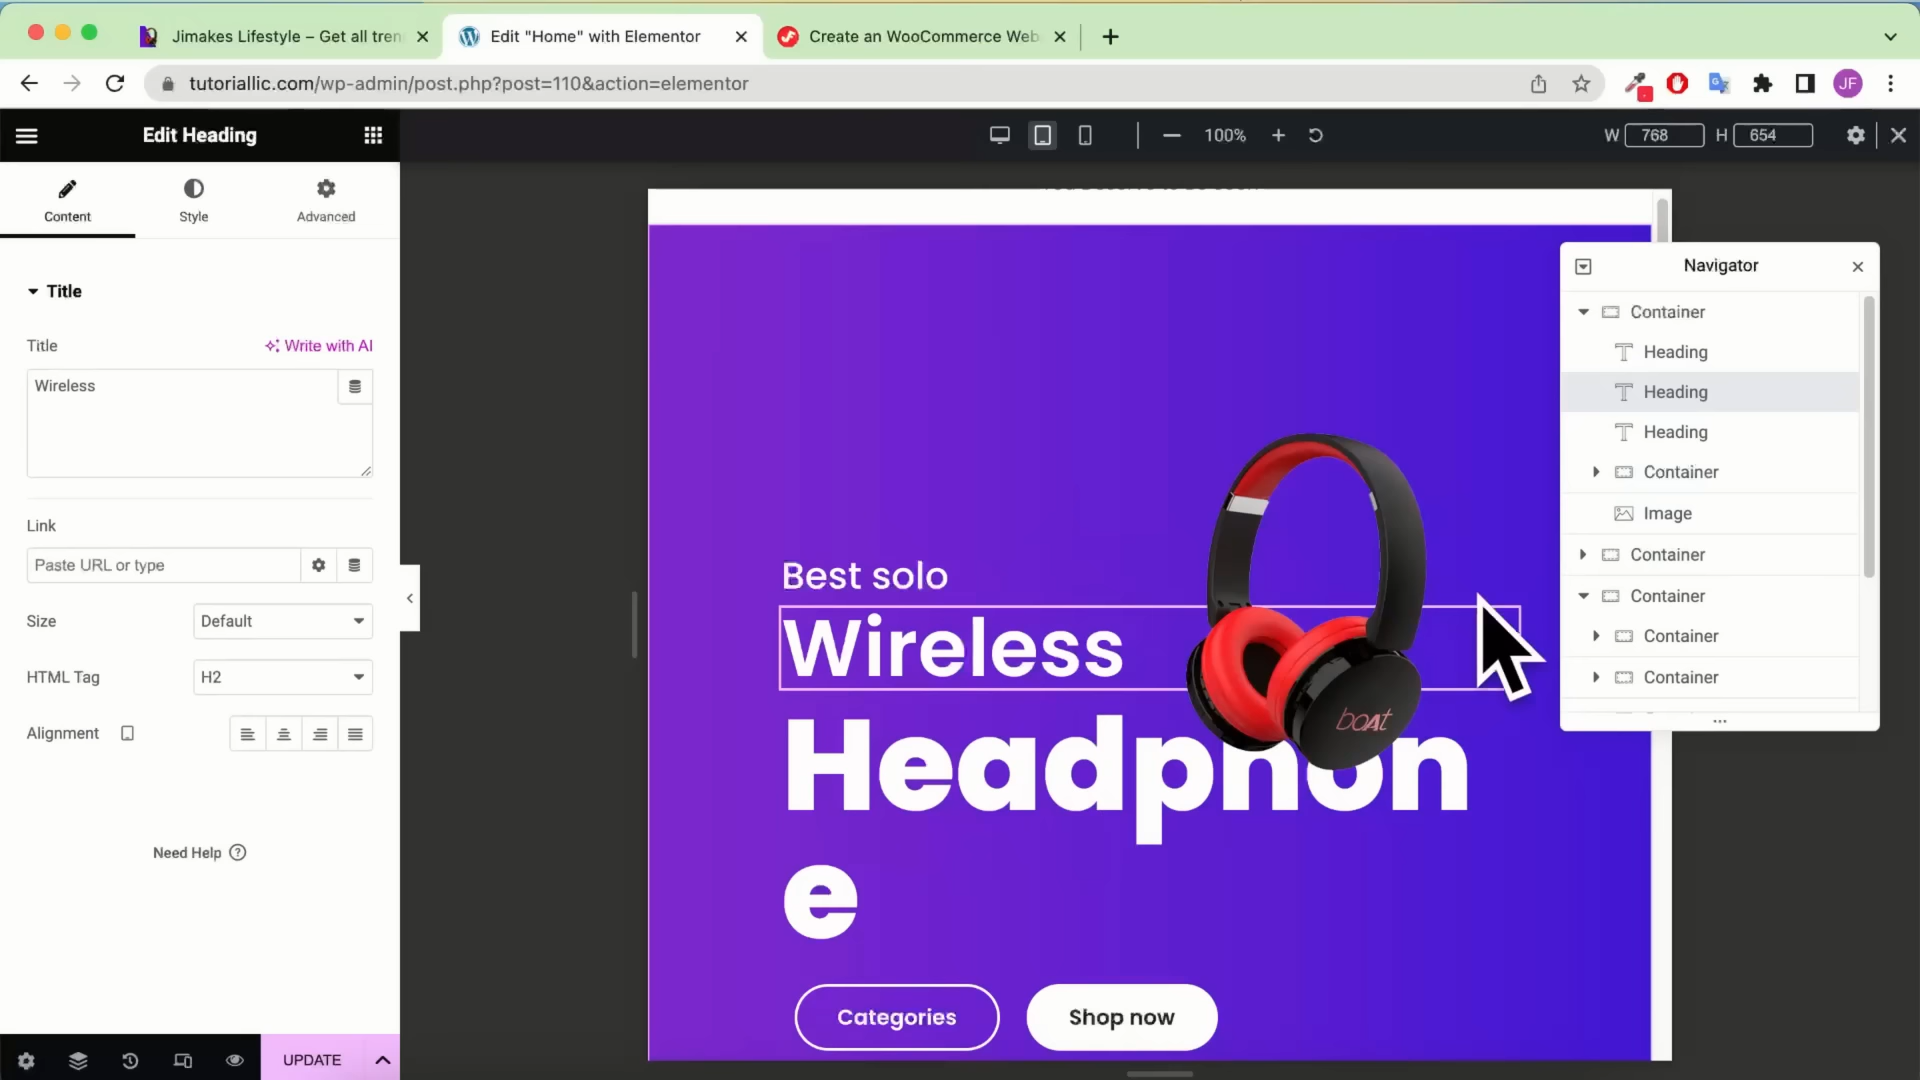 Jimakes Lifestyle – Get all tren
Edit "Home" with Elementor
Create an WooCommerce Web
tutoriallic.com/wp-admin/post.php?post=110&action=elementor
JF
Edit Heading
100%
W 768 H 654
Content
Style
Advanced
Title
Title
Write with AI
Wireless
Link
Paste URL or type
Size
Default
HTML Tag
H2
Alignment
Need Help
UPDATE
Best solo
Wireless
Headphon
e
boAt
Categories
Shop now
Navigator
Container
Heading
Heading
Heading
Container
Image
Container
Container
Container
Container